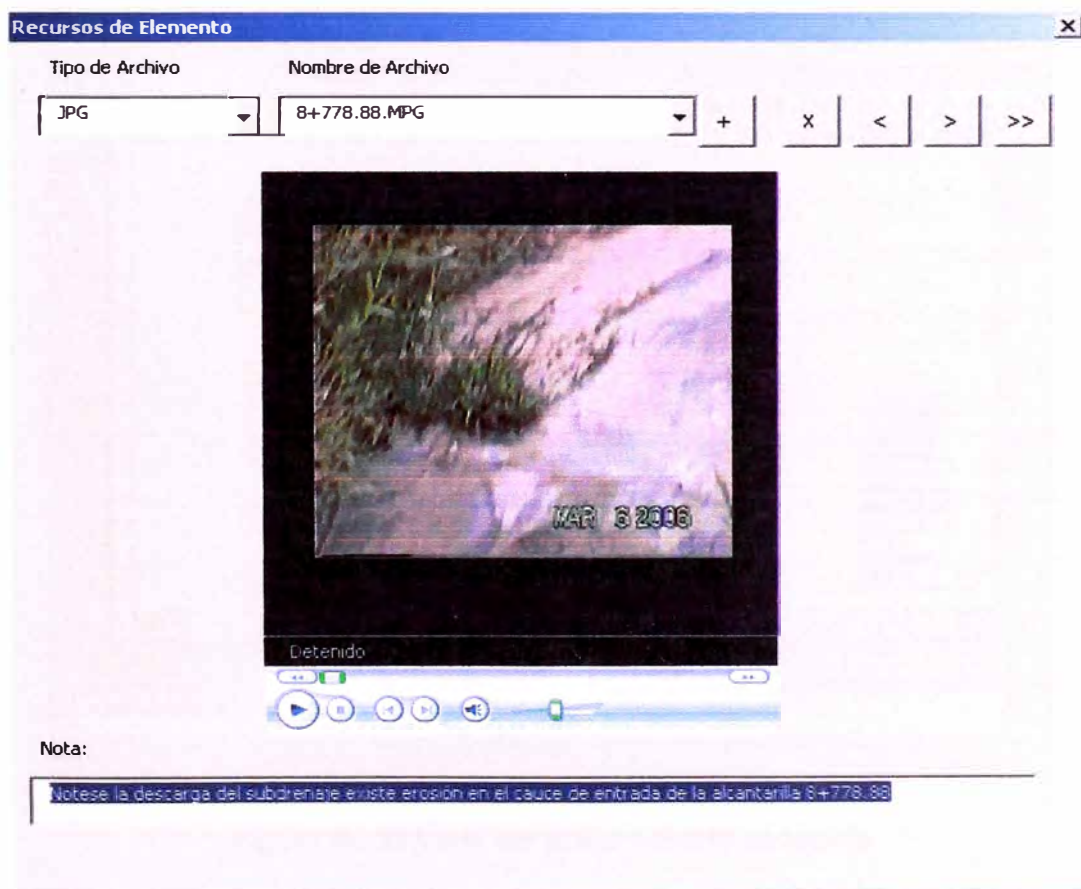 Recursos de Elemento
Tipo de Archivo Nombre de Archivo
JPG 8+778.88.MPG + X < > >>
MAR 6 2006
Detenido
Nota:
Notese la descarga del subdrenaje existe erosión en el cauce de entrada de la alcantarilla 8+778.88